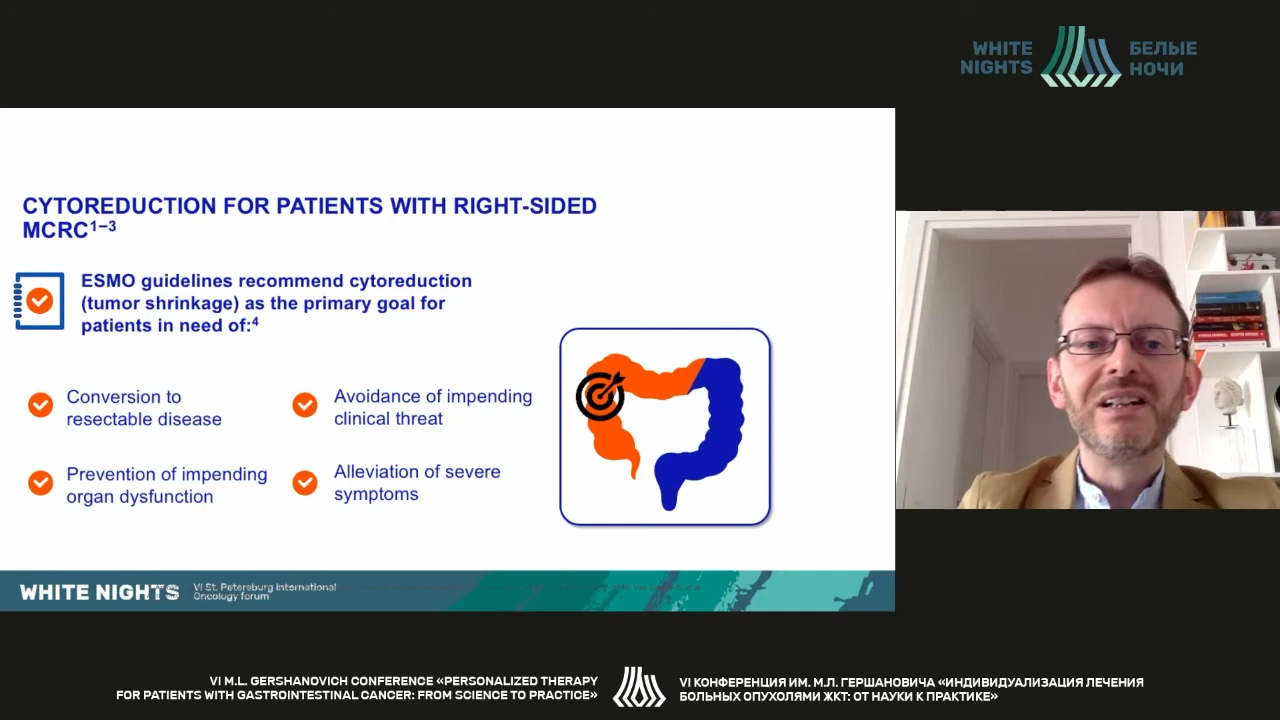 WHITE
NIGHTS
БЕЛЫЕ
НОЧИ
CYTOREDUCTION FOR PATIENTS WITH RIGHT-SIDED
MCRC¹⁻³
ESMO guidelines recommend cytoreduction
(tumor shrinkage) as the primary goal for
patients in need of:⁴
Conversion to
resectable disease
Avoidance of impending
clinical threat
Prevention of impending
organ dysfunction
Alleviation of severe
symptoms
WHITE NIGHTS
VI St. Petersburg international
Oncology forum
VI M.L. GERSHANOVICH CONFERENCE «PERSONALIZED THERAPY
FOR PATIENTS WITH GASTROINTESTINAL CANCER: FROM SCIENCE TO PRACTICE»
VI КОНФЕРЕНЦИЯ ИМ. М.Л. ГЕРШАНОВИЧА «ИНДИВИДУАЛИЗАЦИЯ ЛЕЧЕНИЯ
БОЛЬНЫХ ОПУХОЛЯМИ ЖКТ: ОТ НАУКИ К ПРАКТИКЕ»